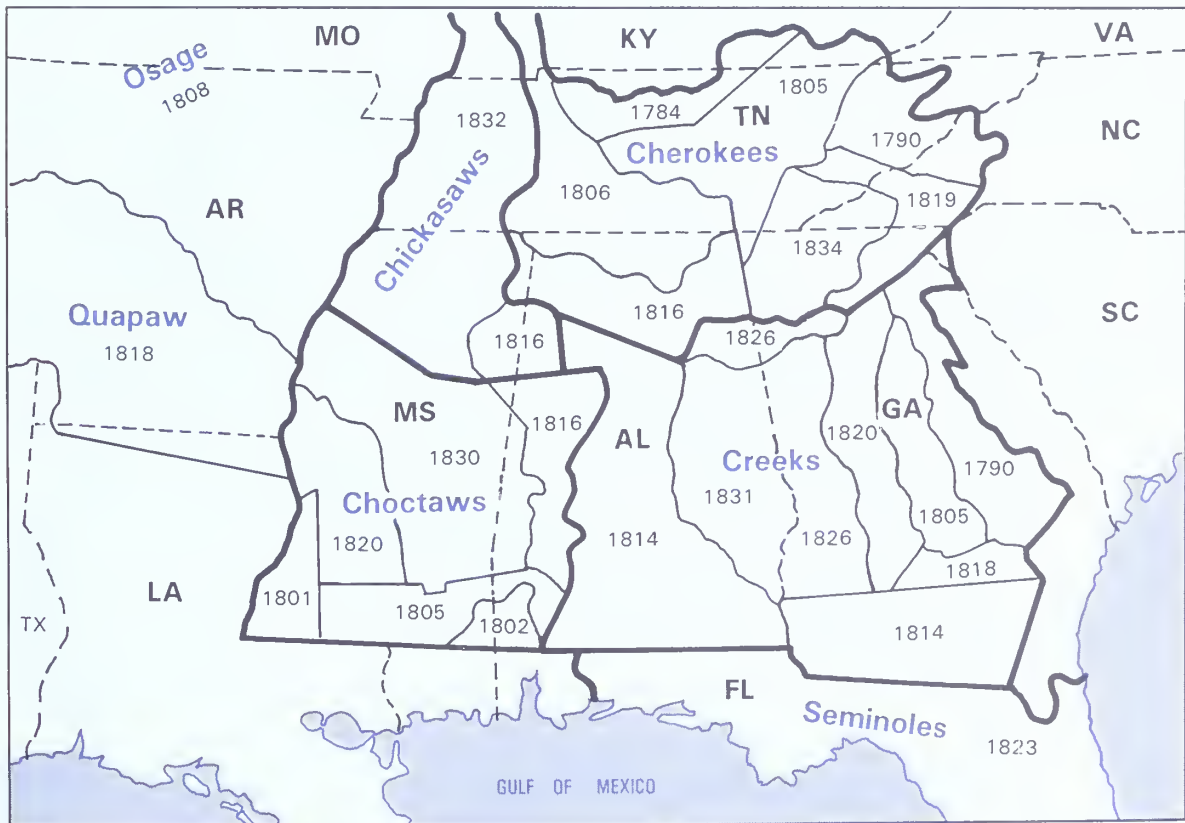 MO
KY
VA
Osage
1808
1832
1784
TN
1805
1790
NC
Cherokees
Chickasaws
1806
1819
AR
1834
Quapaw
1818
1816
1816
1826
SC
MS
1816
AL
GA
1820
1830
Creeks
1831
1790
Choctaws
1820
1814
1826
1805
1818
LA
1801
1805
1802
TX
1814
FL
Seminoles
1823
GULF OF MEXICO